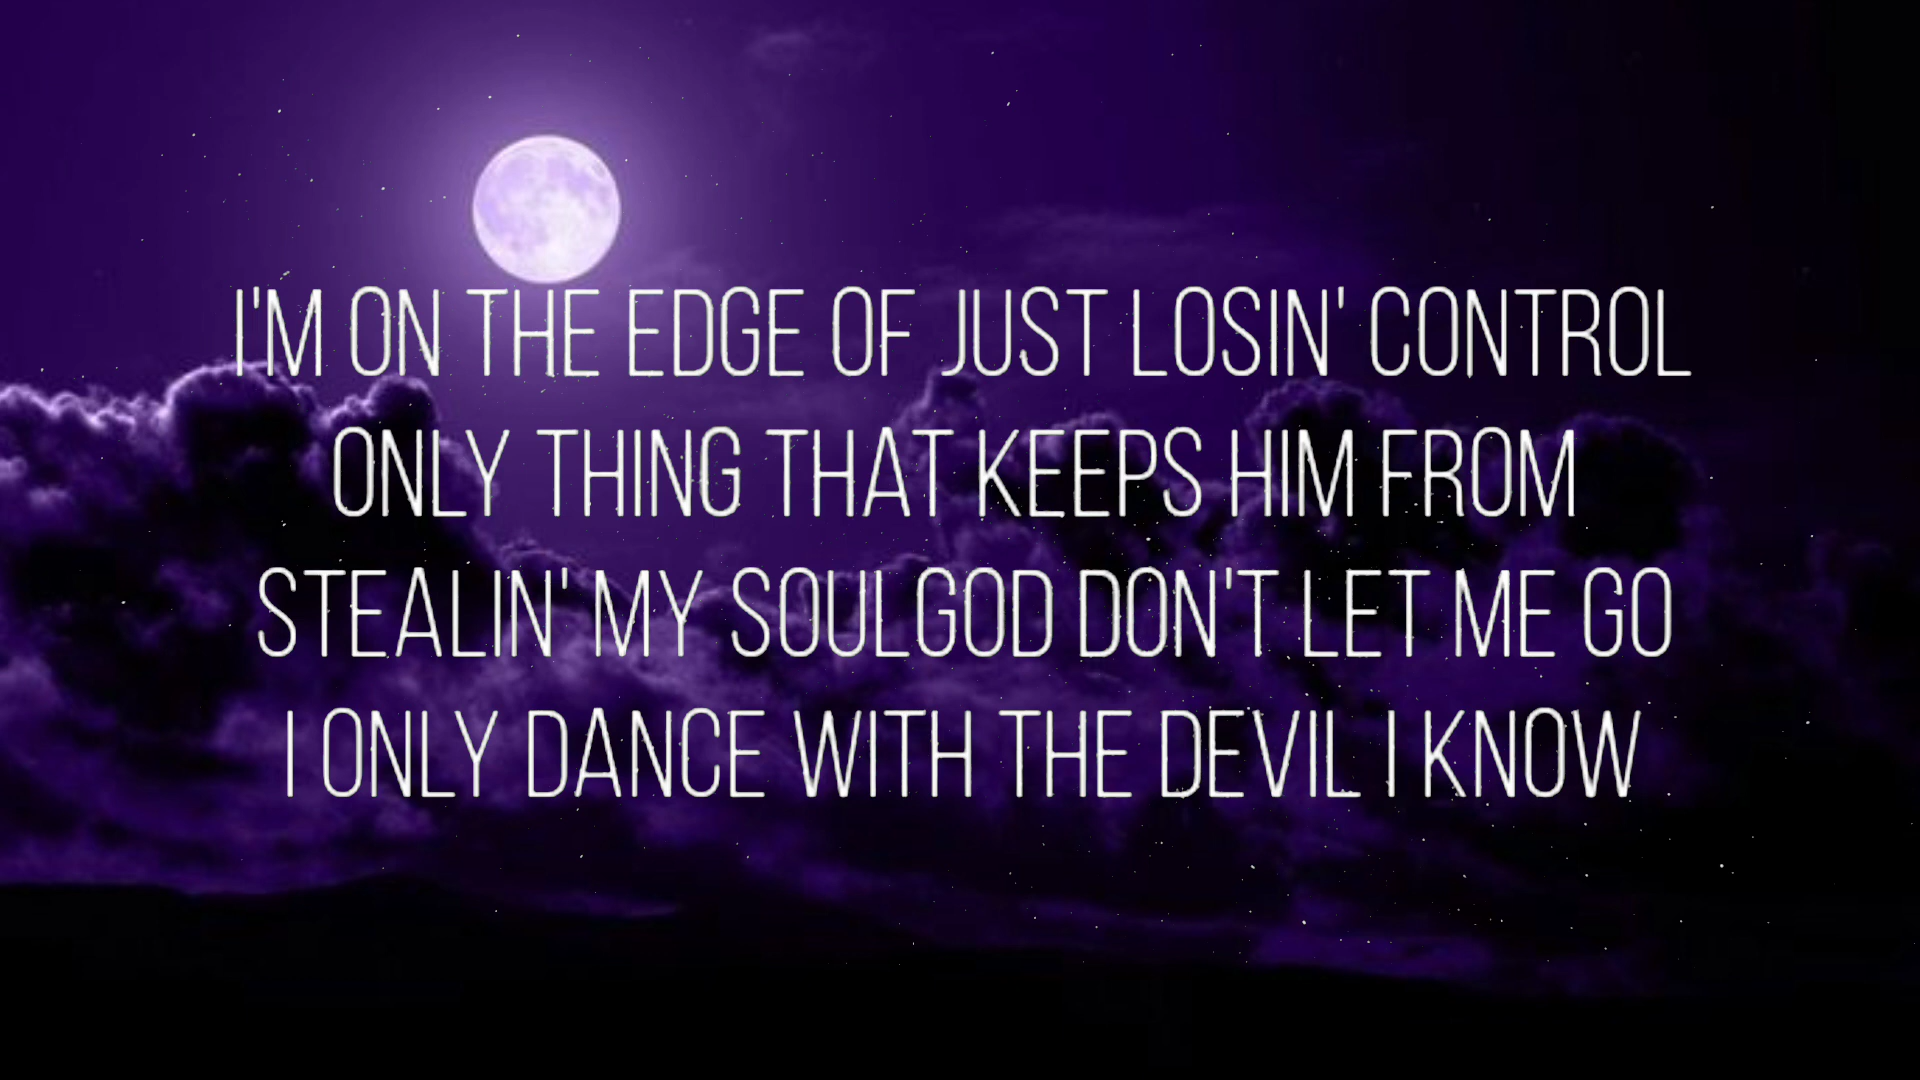 I'M ON THE EDGE OF JUST LOSIN' CONTROL
ONLY THING THAT KEEPS HIM FROM
STEALIN' MY SOULGOD DON'T LET ME GO
I ONLY DANCE WITH THE DEVIL I KNOW